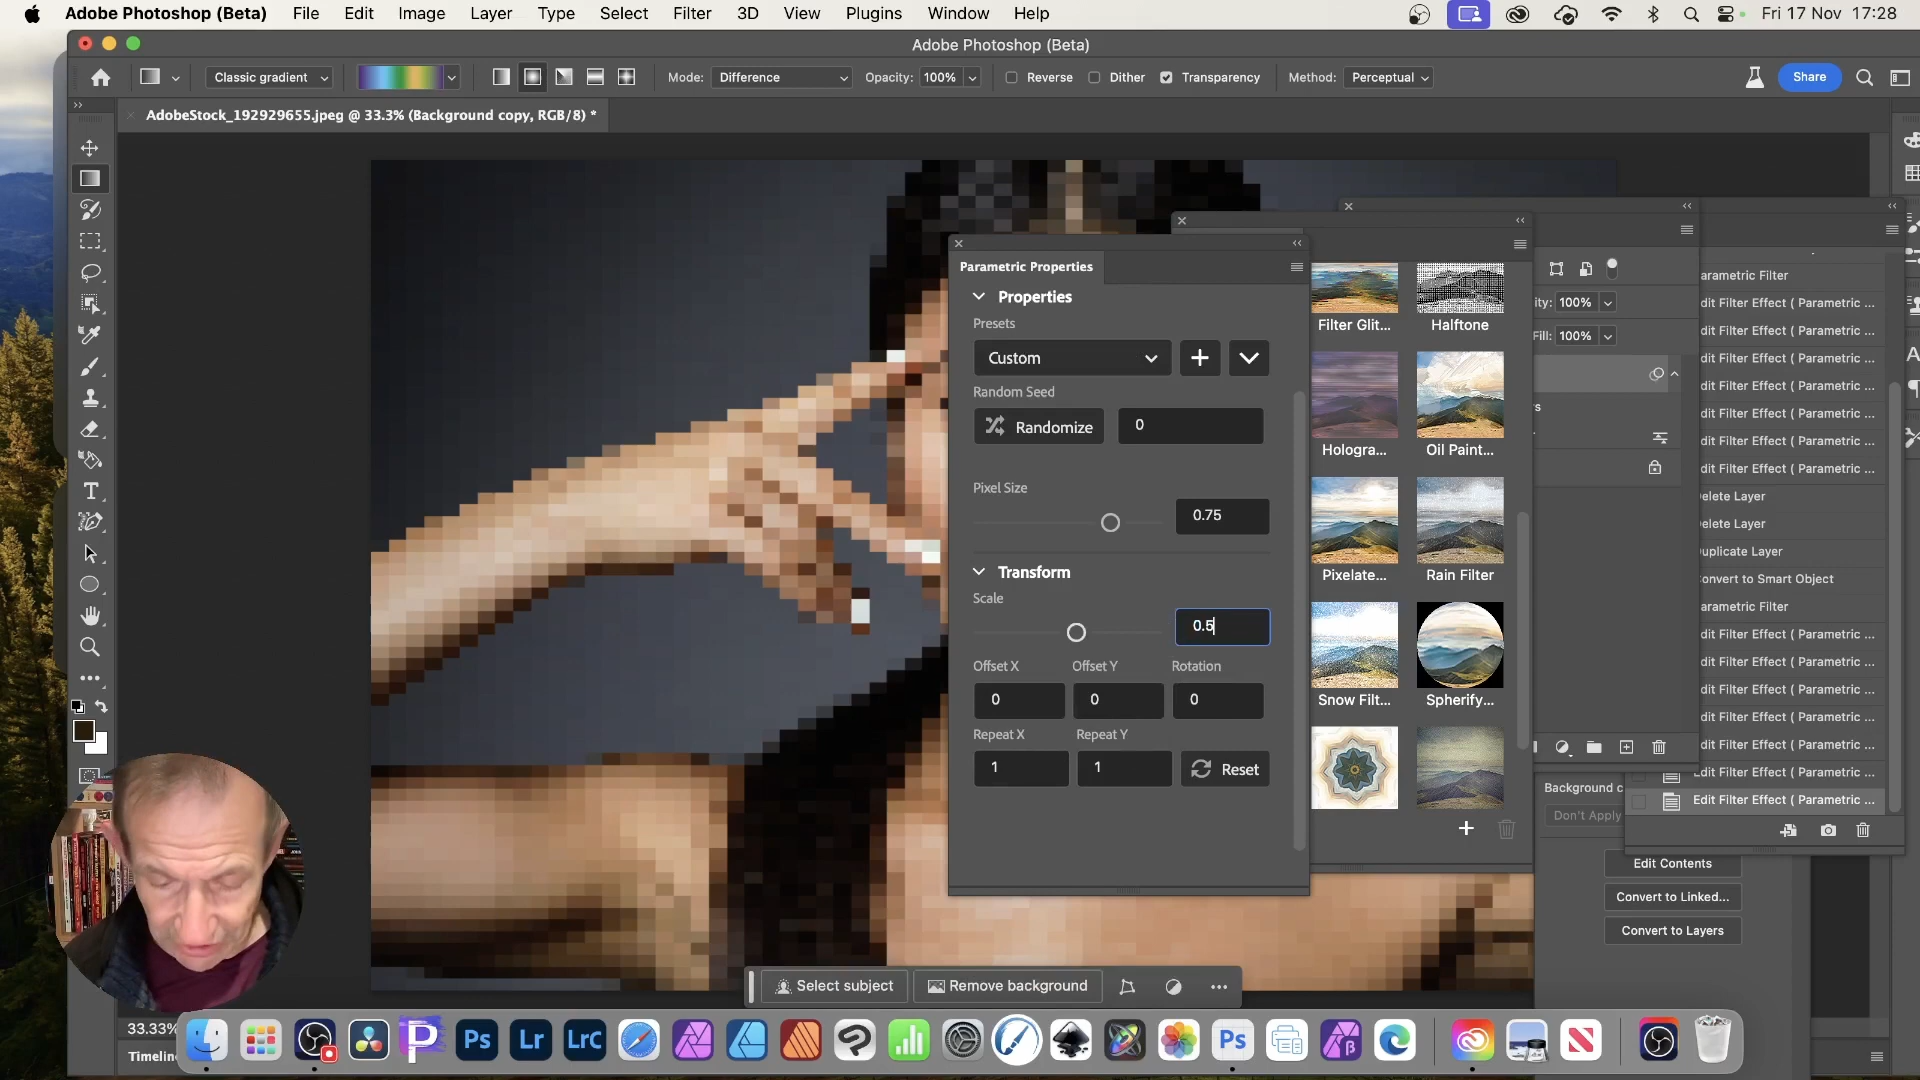 Adobe Photoshop (Beta) File Edit Image Layer Type Select Filter 3D View Plugins Window Help Fri 17 Nov 17:28
Adobe Photoshop (Beta)
Classic gradient Mode: Difference Opacity: 100% Reverse Dither Transparency Method: Perceptual Share
AdobeStock_192929655.jpeg @ 33.3% (Background copy, RGB/8) *
Parametric Properties
Properties
Presets
Custom
Random Seed
Randomize 0
Pixel Size
0.75
Transform
Scale
0.5
Offset X Offset Y Rotation
0 0 0
Repeat X Repeat Y
1 1 Reset
Filter Glit... Halftone
Hologra... Oil Paint...
Pixelate... Rain Filter
Snow Filt... Spherify...
ity: 100%
Fill: 100%
rs
arametric Filter
dit Filter Effect ( Parametric ...
dit Filter Effect ( Parametric ...
dit Filter Effect ( Parametric ...
dit Filter Effect ( Parametric ...
dit Filter Effect ( Parametric ...
dit Filter Effect ( Parametric ...
dit Filter Effect ( Parametric ...
elete Layer
elete Layer
uplicate Layer
onvert to Smart Object
arametric Filter
dit Filter Effect ( Parametric ...
dit Filter Effect ( Parametric ...
dit Filter Effect ( Parametric ...
dit Filter Effect ( Parametric ...
dit Filter Effect ( Parametric ...
Edit Filter Effect ( Parametric ...
Edit Filter Effect ( Parametric ...
Background c
Don't Apply
Edit Contents
Convert to Linked...
Convert to Layers
Select subject Remove background
33.33%
Timelin
P Ps Lr LrC Ps β